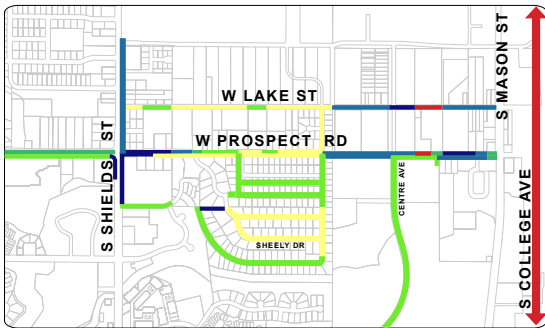 W LAKE ST
S MASON ST
W PROSPECT RD
S SHIELDS ST
CENTRE AVE
SHEELY DR
S COLLEGE AVE